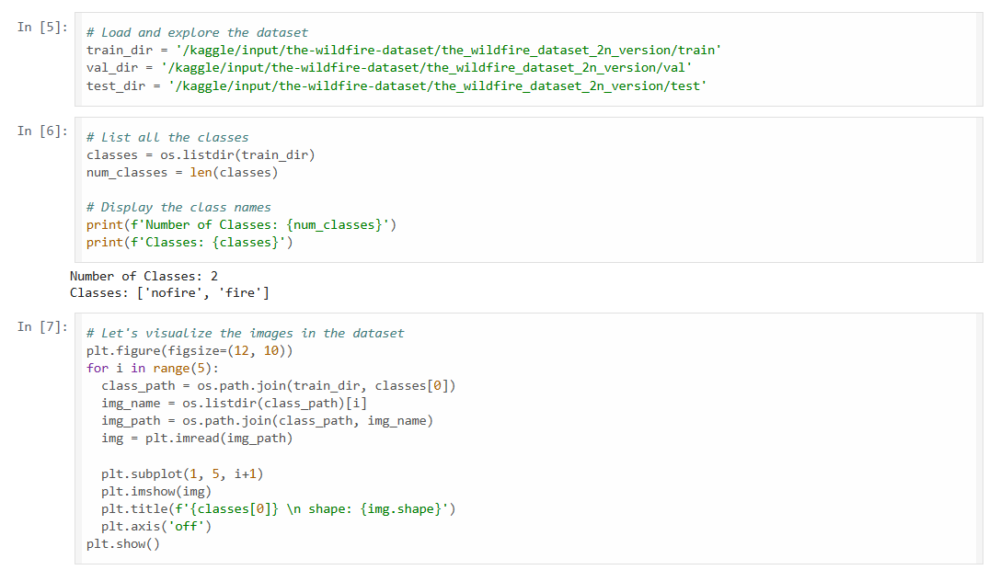 In [5]:
# Load and explore the dataset
train_dir = '/kaggle/input/the-wildfire-dataset/the_wildfire_dataset_2n_version/train'
val_dir = '/kaggle/input/the-wildfire-dataset/the_wildfire_dataset_2n_version/val'
test_dir = '/kaggle/input/the-wildfire-dataset/the_wildfire_dataset_2n_version/test'
In [6]:
# List all the classes
classes = os.listdir(train_dir)
num_classes = len(classes)
# Display the class names
print(f'Number of Classes: {num_classes}')
print(f'Classes: {classes}')
Number of Classes: 2
Classes: ['nofire', 'fire']
In [7]:
# Let's visualize the images in the dataset
plt.figure(figsize=(12, 10))
for i in range(5):
  class_path = os.path.join(train_dir, classes[0])
  img_name = os.listdir(class_path)[i]
  img_path = os.path.join(class_path, img_name)
  img = plt.imread(img_path)
  plt.subplot(1, 5, i+1)
  plt.imshow(img)
  plt.title(f'{classes[0]} \n shape: {img.shape}')
  plt.axis('off')
plt.show()